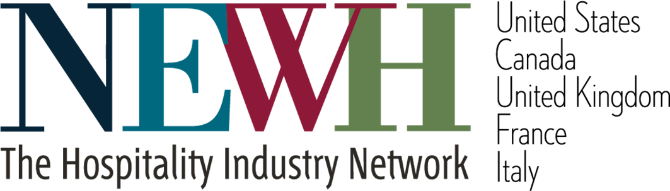 NEWH
The Hospitality Industry Network
United States
Canada
United Kingdom
France
Italy